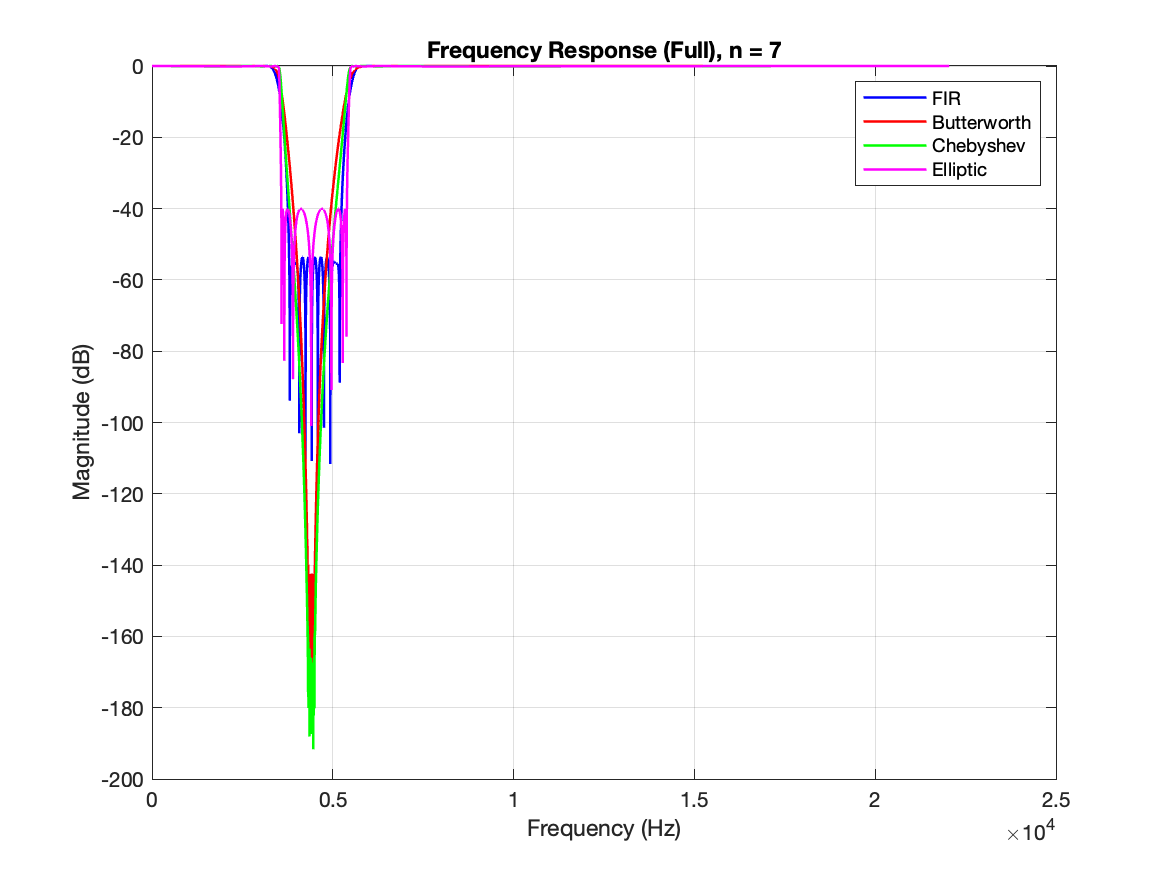 Frequency Response (Full), n = 7
0
-20
-40
-60
-80
-100
-120
-140
-160
-180
-200
Magnitude (dB)
FIR
Butterworth
Chebyshev
Elliptic
0
0.5
1
1.5
2
2.5
Frequency (Hz)
×10⁴